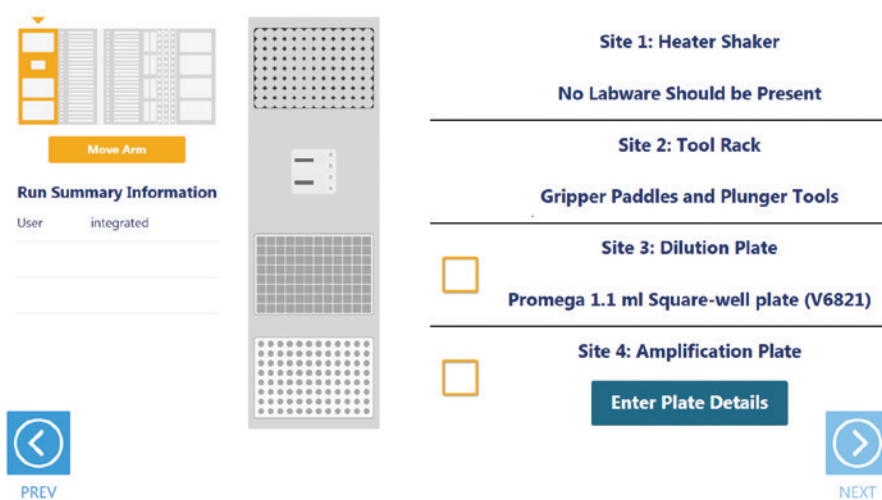 Move Arm
Run Summary Information
User integrated
Site 1: Heater Shaker
No Labware Should be Present
Site 2: Tool Rack
Gripper Paddles and Plunger Tools
Site 3: Dilution Plate
Promega 1.1 ml Square-well plate (V6821)
Site 4: Amplification Plate
Enter Plate Details
PREV
NEXT